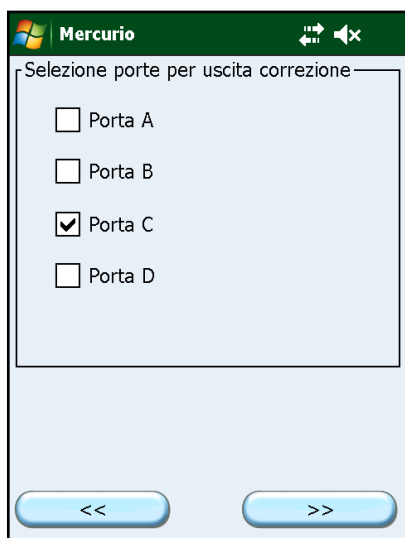 Mercurio
Selezione porte per uscita correzione
Porta A
Porta B
Porta C
Porta D
<< >>